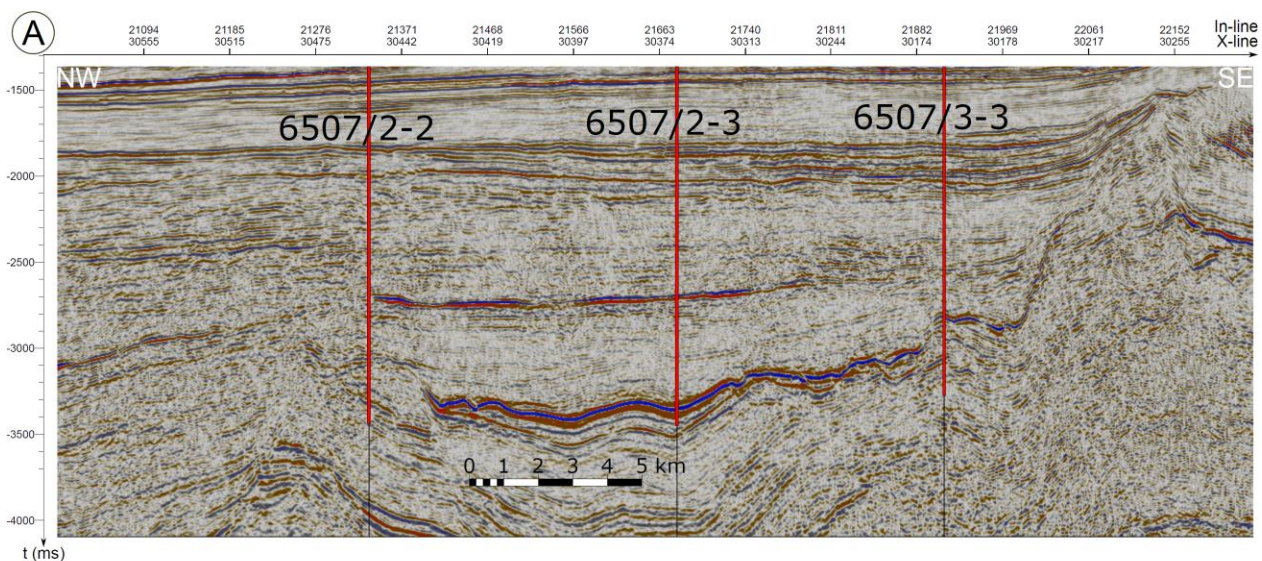 A
21094 21185 21276 21371 21468 21566 21663 21740 21811 21882 21969 22061 22152 In-line
30555 30515 30475 30442 30419 30397 30374 30313 30244 30174 30178 30217 30255 X-line
NW SE
-1500
6507/2-2 6507/2-3 6507/3-3
-2000
-2500
-3000
-3500
0 1 2 3 4 5 km
-4000
t (ms)